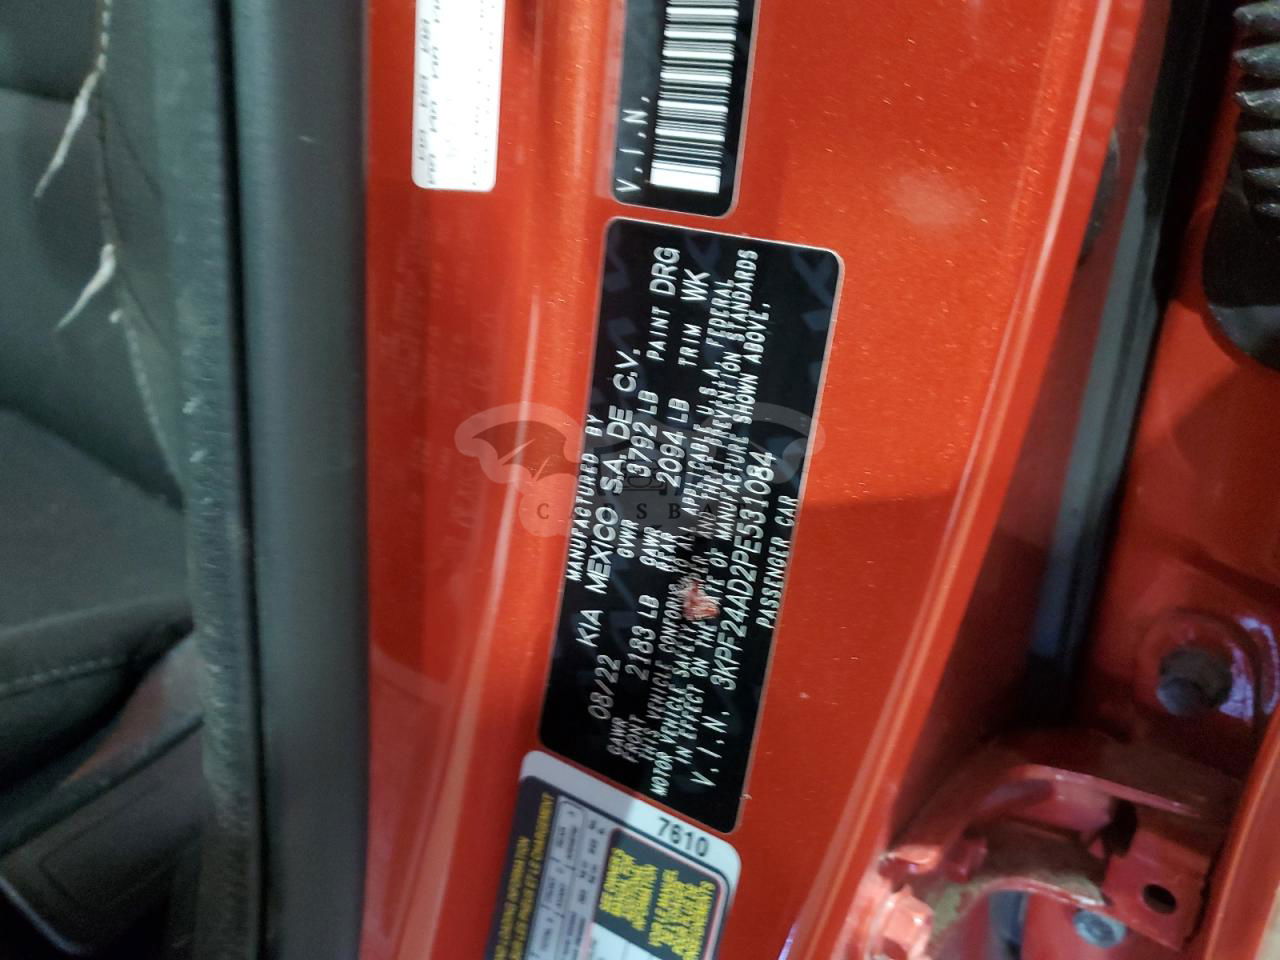 V.I.N.
MANUFACTURED BY
08/22 KIA MEXICO S.A. DE C.V.
GVWR 3792 LB PAINT DRG
GAWR FRONT 2183 LB GAWR REAR 2094 LB TRIM WK
THIS VEHICLE CONFORMS TO ALL APPLICABLE U.S.A. FEDERAL
MOTOR VEHICLE SAFETY AND THEFT PREVENTION STANDARDS
IN EFFECT ON THE DATE OF MANUFACTURE SHOWN ABOVE.
V.I.N. 3KPF24AD2PE531084
PASSENGER CAR
7610